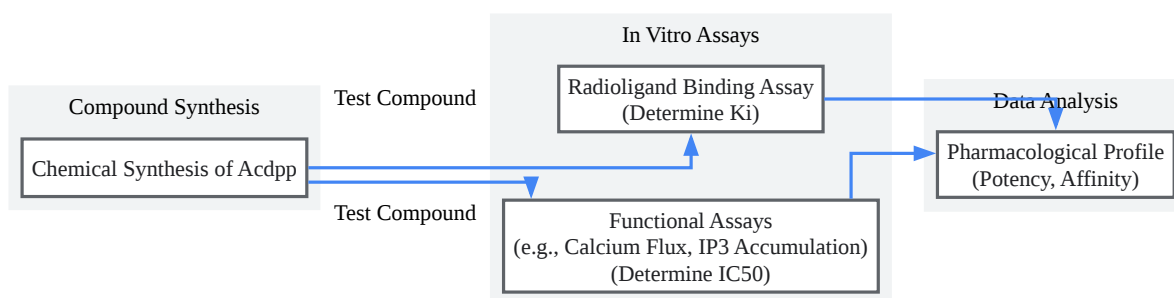 Compound Synthesis
Chemical Synthesis of Acdpp
Test Compound
Test Compound
In Vitro Assays
Radioligand Binding Assay
(Determine Ki)
Functional Assays
(e.g., Calcium Flux, IP3 Accumulation)
(Determine IC50)
Data Analysis
Pharmacological Profile
(Potency, Affinity)